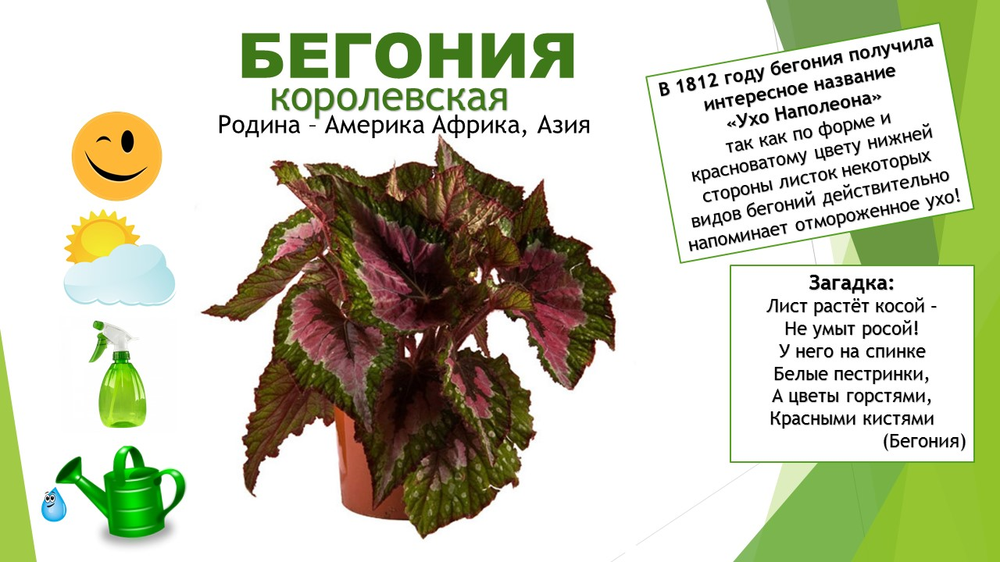 БЕГОНИЯ
королевская
Родина – Америка Африка, Азия
В 1812 году бегония получила
интересное название
«Ухо Наполеона»
так как по форме и
красноватому цвету нижней
стороны листок некоторых
видов бегоний действительно
напоминает отмороженное ухо!
Загадка:
Лист растёт косой –
Не умыт росой!
У него на спинке
Белые пестринки,
А цветы горстями,
Красными кистями
(Бегония)